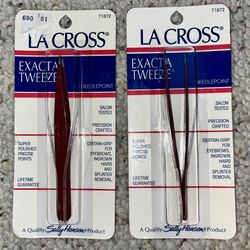 690 181
71872
LA CROSS®
EXACTA
TWEEZE
NEEDLEPOINT
SALON
TESTED
PRECISION
CRAFTED
SUPER
POLISHED
PRECISE
POINTS
CERTAIN-GRIP
FOR
EYEBROWS,
INGROWN
HAIRS
AND
SPLINTER
REMOVAL
LIFETIME
GUARANTEE
A Quality Sally Hansen® Product
71872
LA CROSS®
EXACTA
TWEEZE
NEEDLEPOINT
SALON
TESTED
PRECISION
CRAFTED
SUPER
POLISHED
PRECISE
POINTS
CERTAIN-GRIP
FOR
EYEBROWS,
INGROWN
HAIRS
AND
SPLINTER
REMOVAL
LIFETIME
GUARANTEE
A Quality Sally Hansen® Product